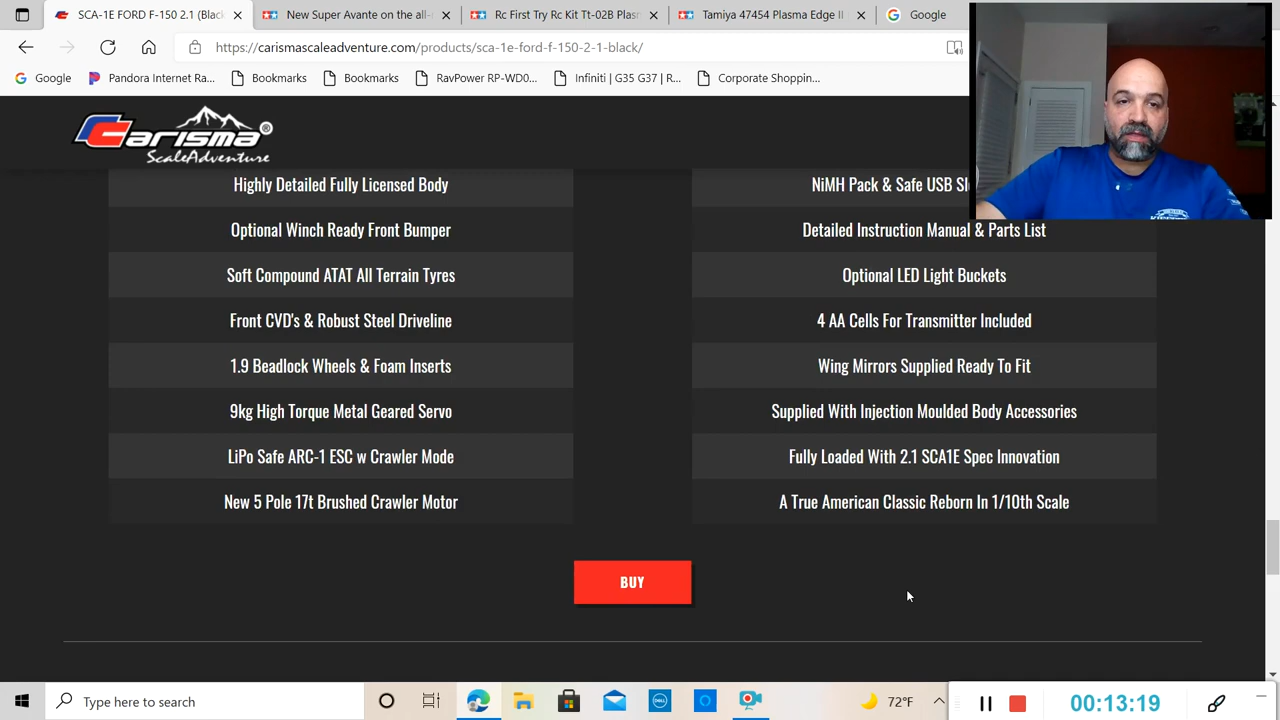 SCA-1E FORD F-150 2.1 (Black
New Super Avante on the all-
Rc First Try Rc Kit Tt-02B Plasm
Tamiya 47454 Plasma Edge II
Google
https://carismascaleadventure.com/products/sca-1e-ford-f-150-2-1-black/
Google
Pandora Internet Ra...
Bookmarks
Bookmarks
RavPower RP-WD0...
Infiniti | G35 G37 | R...
Corporate Shoppin...
Carisma®
ScaleAdventure
Highly Detailed Fully Licensed Body
Optional Winch Ready Front Bumper
Soft Compound ATAT All Terrain Tyres
Front CVD's & Robust Steel Driveline
1.9 Beadlock Wheels & Foam Inserts
9kg High Torque Metal Geared Servo
LiPo Safe ARC-1 ESC w Crawler Mode
New 5 Pole 17t Brushed Crawler Motor
NiMH Pack & Safe USB
Detailed Instruction Manual & Parts List
Optional LED Light Buckets
4 AA Cells For Transmitter Included
Wing Mirrors Supplied Ready To Fit
Supplied With Injection Moulded Body Accessories
Fully Loaded With 2.1 SCA1E Spec Innovation
A True American Classic Reborn In 1/10th Scale
BUY
Type here to search
DELL
72°F
00:13:19